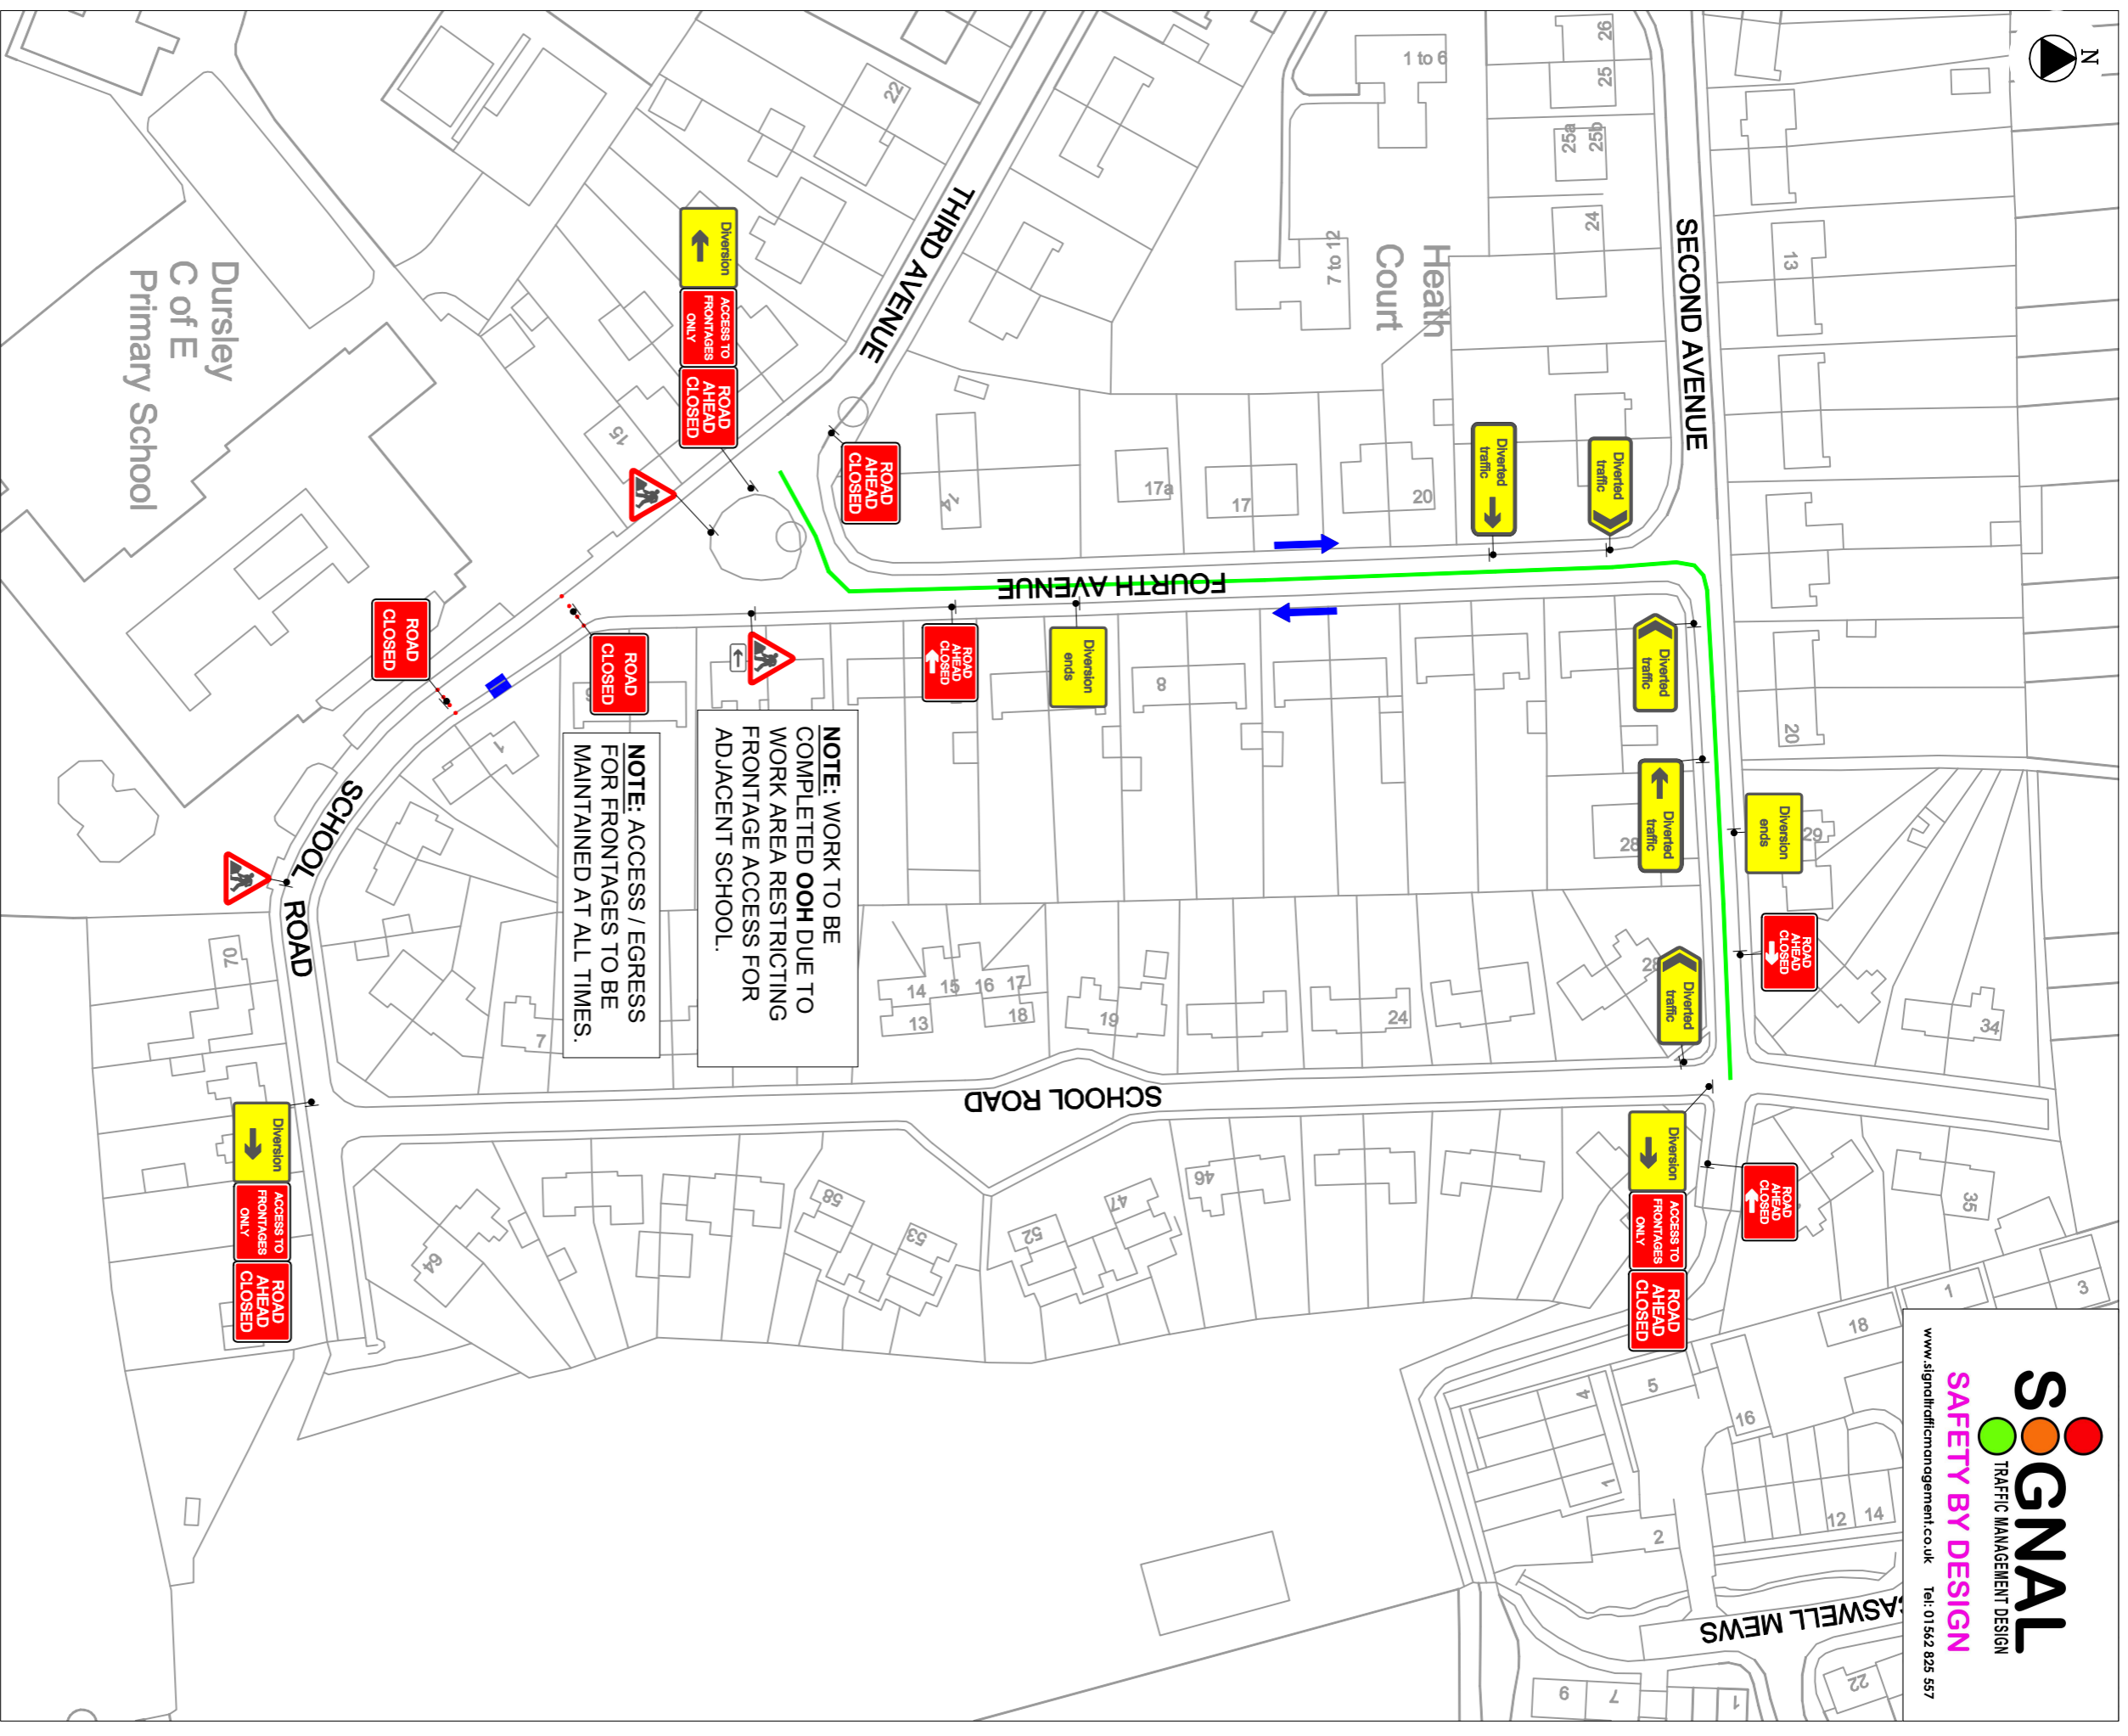 N
SIGNAL
TRAFFIC MANAGEMENT DESIGN
SAFETY BY DESIGN
www.signaltrafficmanagement.co.uk Tel: 01562 825 557
SECOND AVENUE
THIRD AVENUE
FOURTH AVENUE
SCHOOL ROAD
SCHOOL
ROAD
Heath
Court
Dursley
C of E
Primary School
NOTE: WORK TO BE
COMPLETED OOH DUE TO
WORK AREA RESTRICTING
FRONTAGE ACCESS FOR
ADJACENT SCHOOL.
NOTE: ACCESS / EGRESS
FOR FRONTAGES TO BE
MAINTAINED AT ALL TIMES.
Diversion
ACCESS TO
FRONTAGES
ONLY
ROAD
AHEAD
CLOSED
ROAD
AHEAD
CLOSED
Diverted
traffic
Diverted
traffic
Diverted
traffic
Diverted
traffic
Diverted
traffic
Diversion
ends
Diversion
ends
ROAD
AHEAD
CLOSED
ROAD
AHEAD
CLOSED
ROAD
AHEAD
CLOSED
ROAD
CLOSED
ROAD
CLOSED
Diversion
ACCESS TO
FRONTAGES
ONLY
ROAD
AHEAD
CLOSED
Diversion
ACCESS TO
FRONTAGES
ONLY
ROAD
AHEAD
CLOSED
26
25
25a
25b
24
1 to 6
7 to 12
22
15
14
17a
17
20
13
20
29
34
35
28
28
8
1
7
14
15
16
17
13
18
19
24
70
64
58
53
52
47
46
1
3
18
5
4
16
1
2
12
14
22
9
7
1